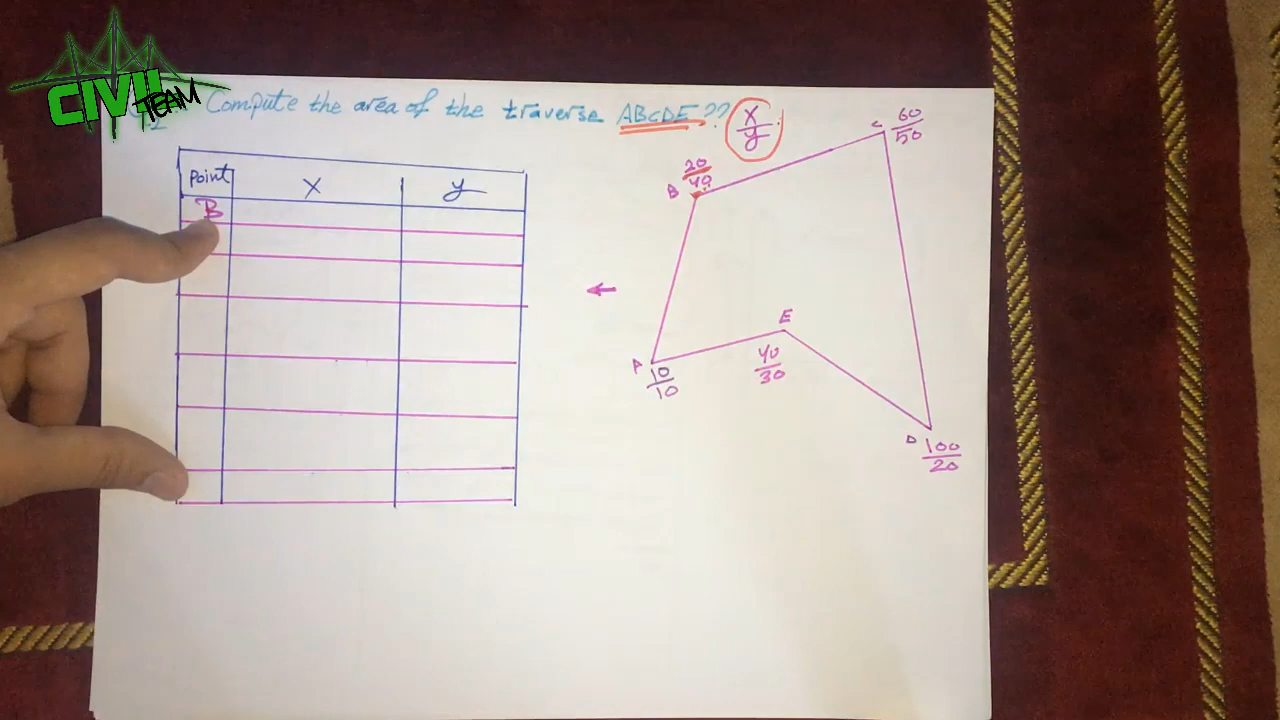 CIVIL
TEAM
Compute the area of the traverse ABCDE??
x
y
Point x y
B
C 60
50
B 20
40
E
40
30
A
10
10
D 100
20